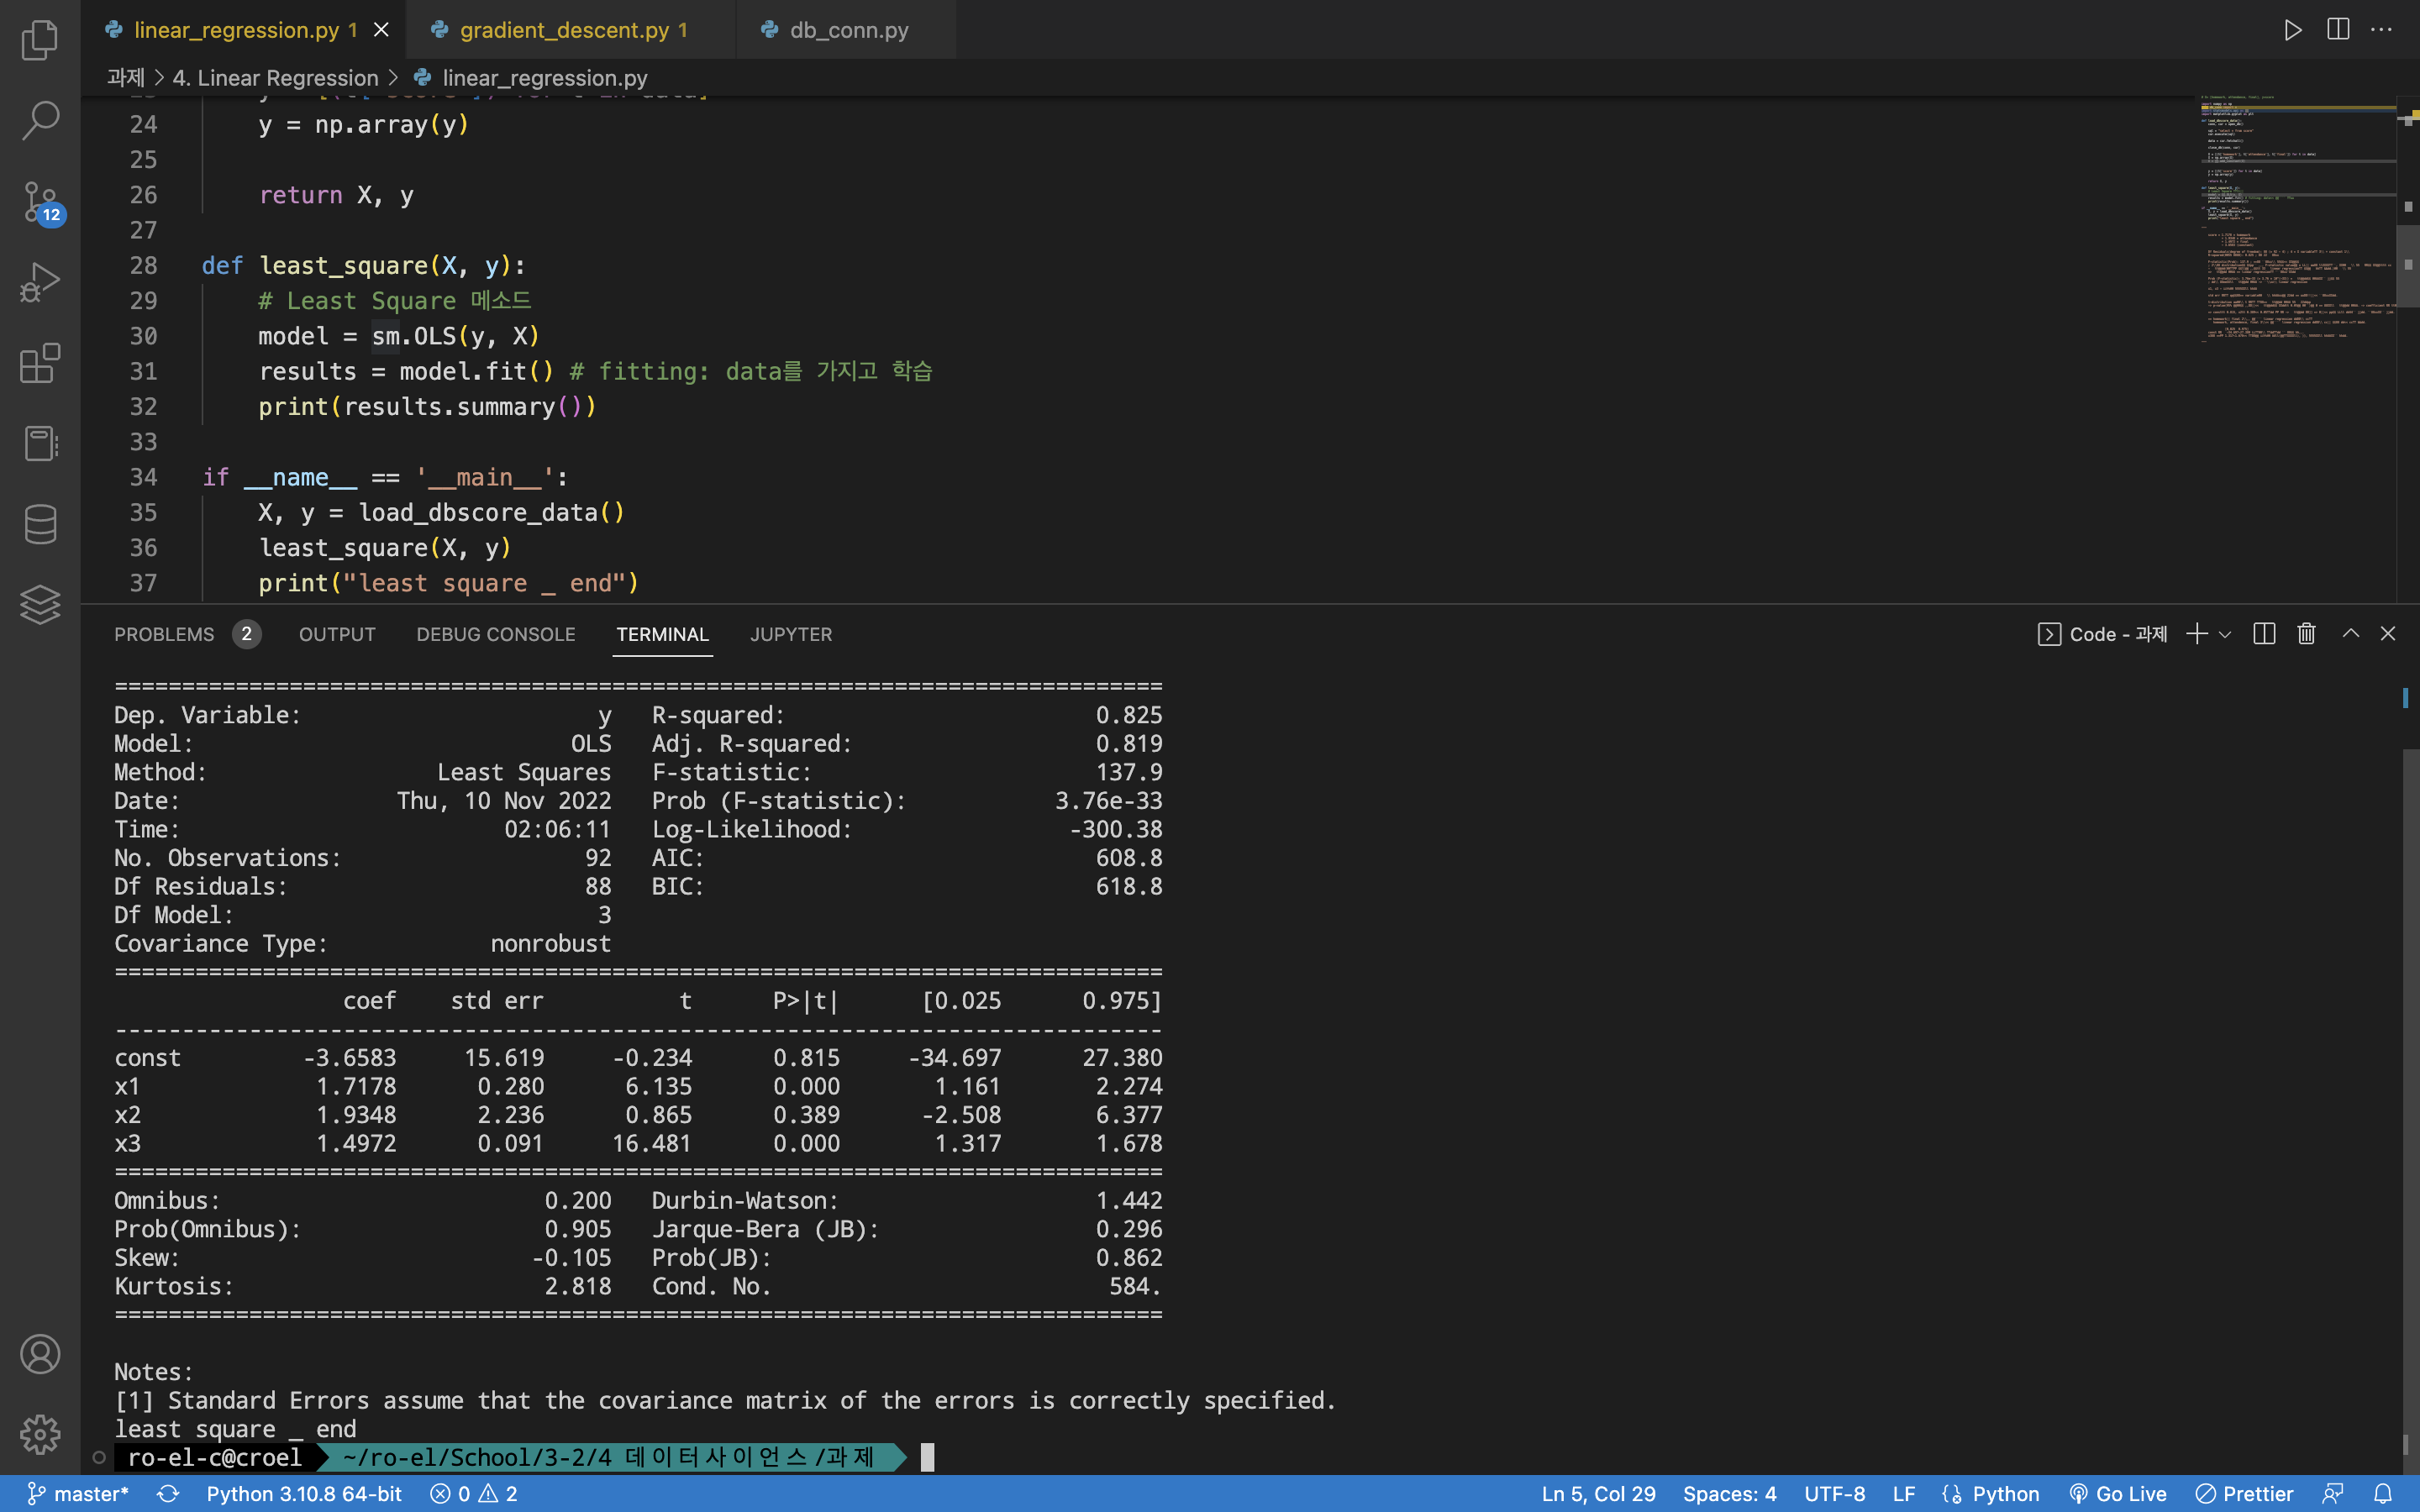 linear_regression.py 1
gradient_descent.py 1
db_conn.py
과제 > 4. Linear Regression > linear_regression.py
24 y = np.array(y)
25
26 return X, y
27
28 def least_square(X, y):
29 # Least Square 메소드
30 model = sm.OLS(y, X)
31 results = model.fit() # fitting: data를 가지고 학습
32 print(results.summary())
33
34 if __name__ == '__main__':
35 X, y = load_dbscore_data()
36 least_square(X, y)
37 print("least square _ end")
12
PROBLEMS 2 OUTPUT DEBUG CONSOLE TERMINAL JUPYTER Code - 과제
==============================================================================
Dep. Variable: y R-squared: 0.825
Model: OLS Adj. R-squared: 0.819
Method: Least Squares F-statistic: 137.9
Date: Thu, 10 Nov 2022 Prob (F-statistic): 3.76e-33
Time: 02:06:11 Log-Likelihood: -300.38
No. Observations: 92 AIC: 608.8
Df Residuals: 88 BIC: 618.8
Df Model: 3
Covariance Type: nonrobust
==============================================================================
coef std err t P>|t| [0.025 0.975]
------------------------------------------------------------------------------
const -3.6583 15.619 -0.234 0.815 -34.697 27.380
x1 1.7178 0.280 6.135 0.000 1.161 2.274
x2 1.9348 2.236 0.865 0.389 -2.508 6.377
x3 1.4972 0.091 16.481 0.000 1.317 1.678
==============================================================================
Omnibus: 0.200 Durbin-Watson: 1.442
Prob(Omnibus): 0.905 Jarque-Bera (JB): 0.296
Skew: -0.105 Prob(JB): 0.862
Kurtosis: 2.818 Cond. No. 584.
==============================================================================
Notes:
[1] Standard Errors assume that the covariance matrix of the errors is correctly specified.
least square _ end
ro-el-c@croel ~/ro-el/School/3-2/4 데이터사이언스/과제
master* Python 3.10.8 64-bit 0 2 Ln 5, Col 29 Spaces: 4 UTF-8 LF Python Go Live Prettier